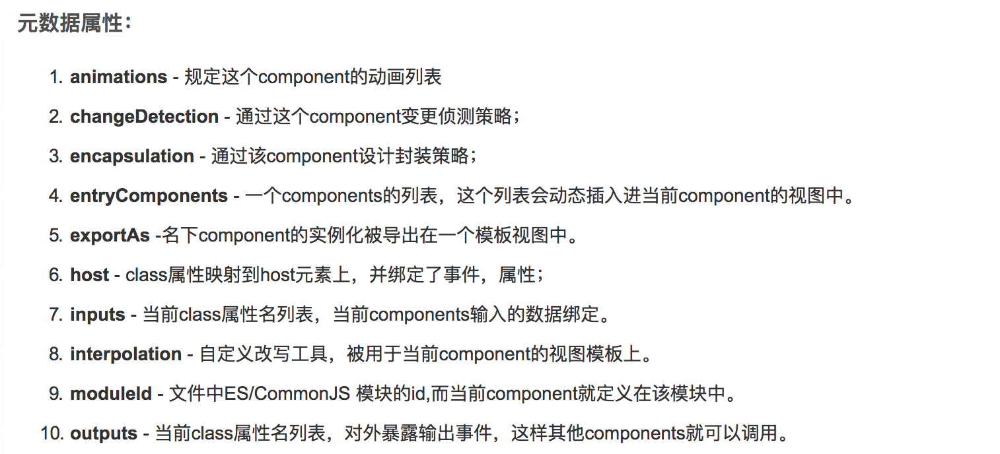 元数据属性：
1. animations - 规定这个component的动画列表
2. changeDetection - 通过这个component变更侦测策略；
3. encapsulation - 通过该component设计封装策略；
4. entryComponents - 一个components的列表，这个列表会动态插入进当前component的视图中。
5. exportAs -名下component的实例化被导出在一个模板视图中。
6. host - class属性映射到host元素上，并绑定了事件，属性；
7. inputs - 当前class属性名列表，当前components输入的数据绑定。
8. interpolation - 自定义改写工具，被用于当前component的视图模板上。
9. moduleId - 文件中ES/CommonJS 模块的id,而当前component就定义在该模块中。
10. outputs - 当前class属性名列表，对外暴露输出事件，这样其他components就可以调用。